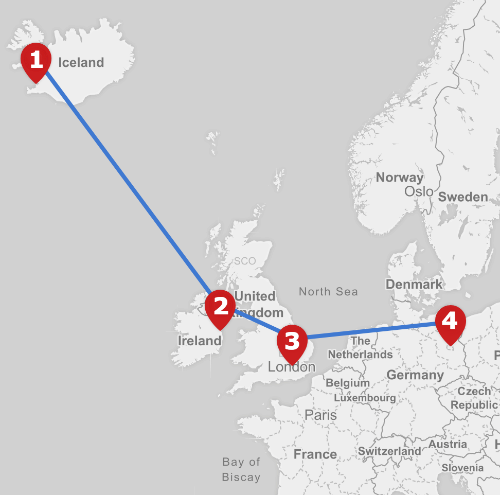 1
Iceland
Norway
Oslo
Sweden
SCO
Denmark
North Sea
2
United
Kingdom
4
3
Ireland
The
Netherlands
London
Germany
Belgium
Luxembourg
Czech
Republic
Paris
Austria
Switzerland
France
Slovenia
Bay of
Biscay